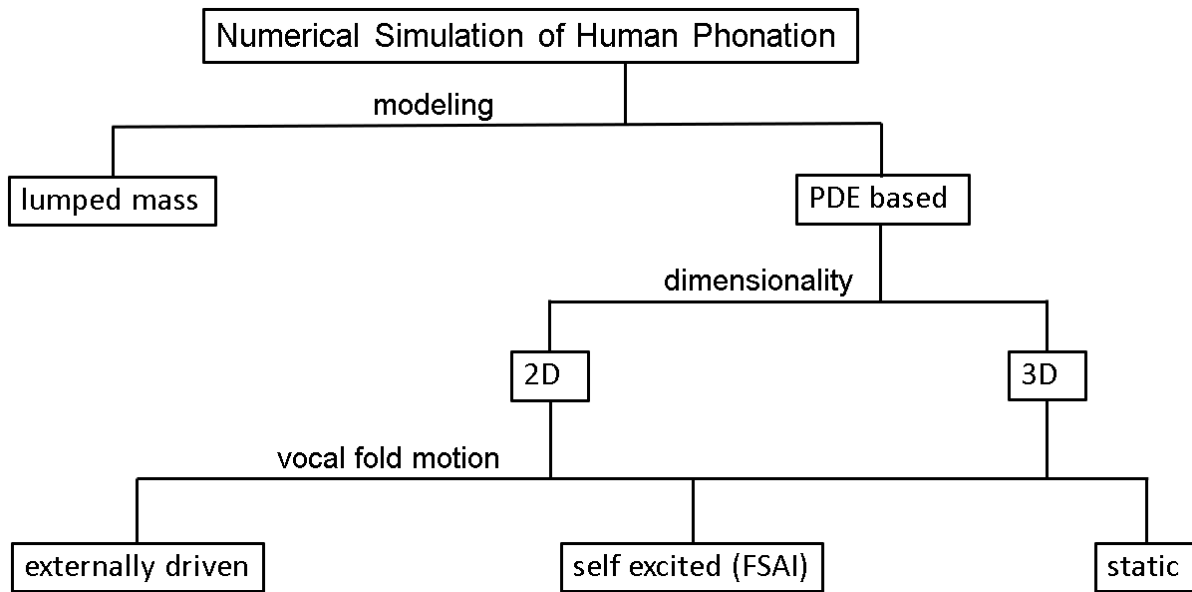 Numerical Simulation of Human Phonation
modeling
lumped mass
PDE based
dimensionality
2D
3D
vocal fold motion
externally driven
self excited (FSAI)
static